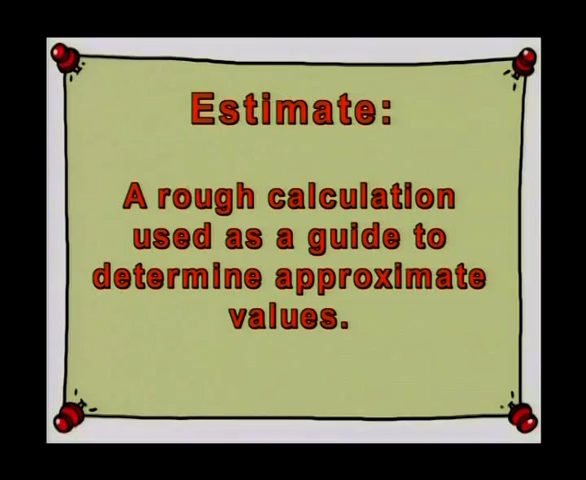 Estimate:
A rough calculation
used as a guide to
determine approximate
values.